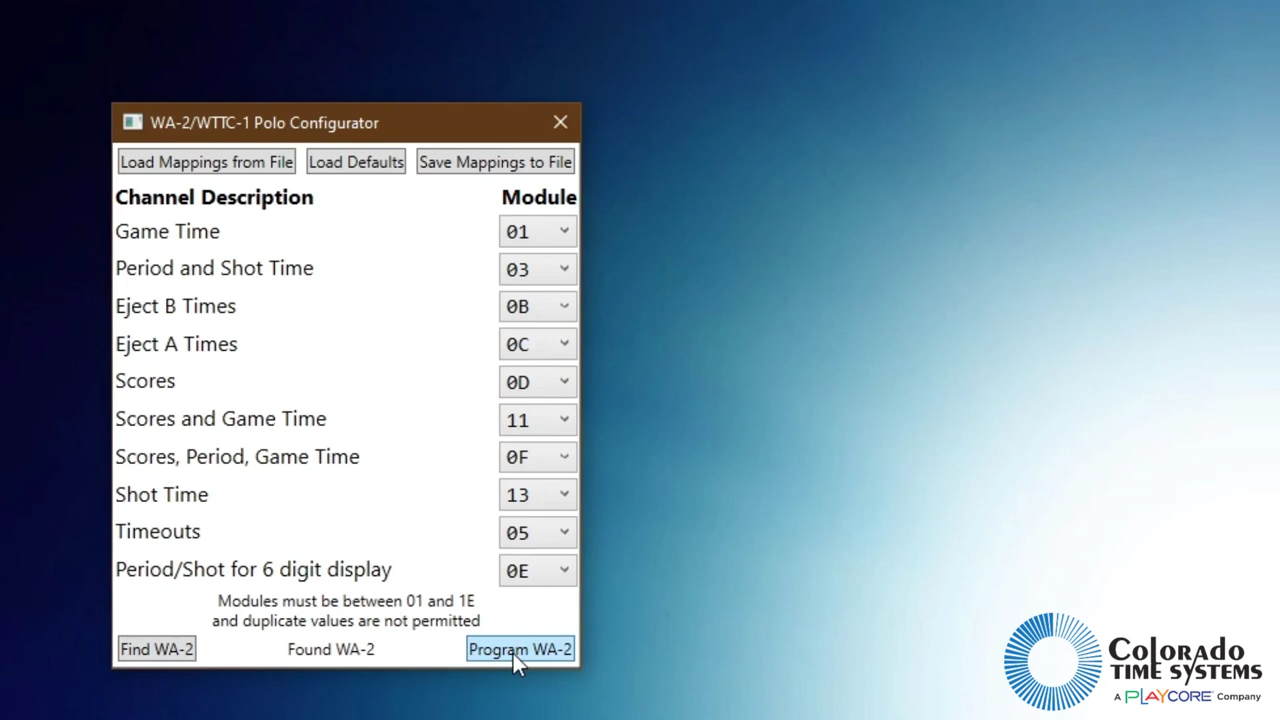 WA-2/WTTC-1 Polo Configurator
Load Mappings from File Load Defaults Save Mappings to File
Channel Description Module
Game Time 01
Period and Shot Time 03
Eject B Times 0B
Eject A Times 0C
Scores 0D
Scores and Game Time 11
Scores, Period, Game Time 0F
Shot Time 13
Timeouts 05
Period/Shot for 6 digit display 0E
Modules must be between 01 and 1E
and duplicate values are not permitted
Find WA-2 Found WA-2 Program WA-2
Colorado
TIME SYSTEMS
A PLAYCORE Company